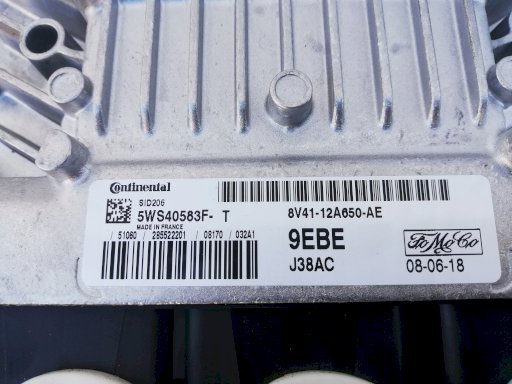 Continental
SID206
5WS40583F- T
MADE IN FRANCE
/ 51060 / 285522201 / 08170 / 032A1
8V41-12A650-AE
9EBE
J38AC
FoMoCo
08-06-18